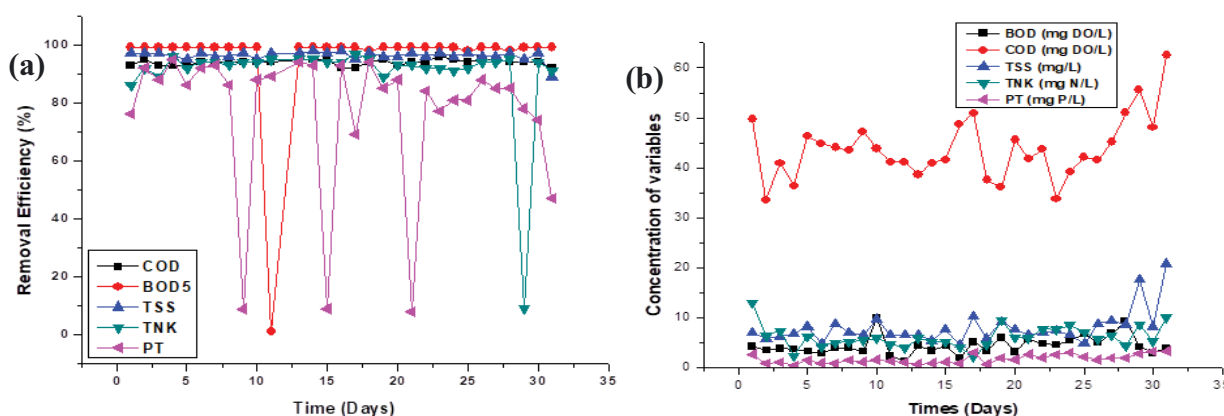 (a)
Removal Efficiency (%)
100
80
60
40
20
0
COD
BOD5
TSS
TNK
PT
-5 0 5 10 15 20 25 30 35
Time (Days)
(b)
Concentration of variables
60
50
40
30
20
10
0
BOD (mg DO/L)
COD (mg DO/L)
TSS (mg/L)
TNK (mg N/L)
PT (mg P/L)
-5 0 5 10 15 20 25 30 35
Times (Days)